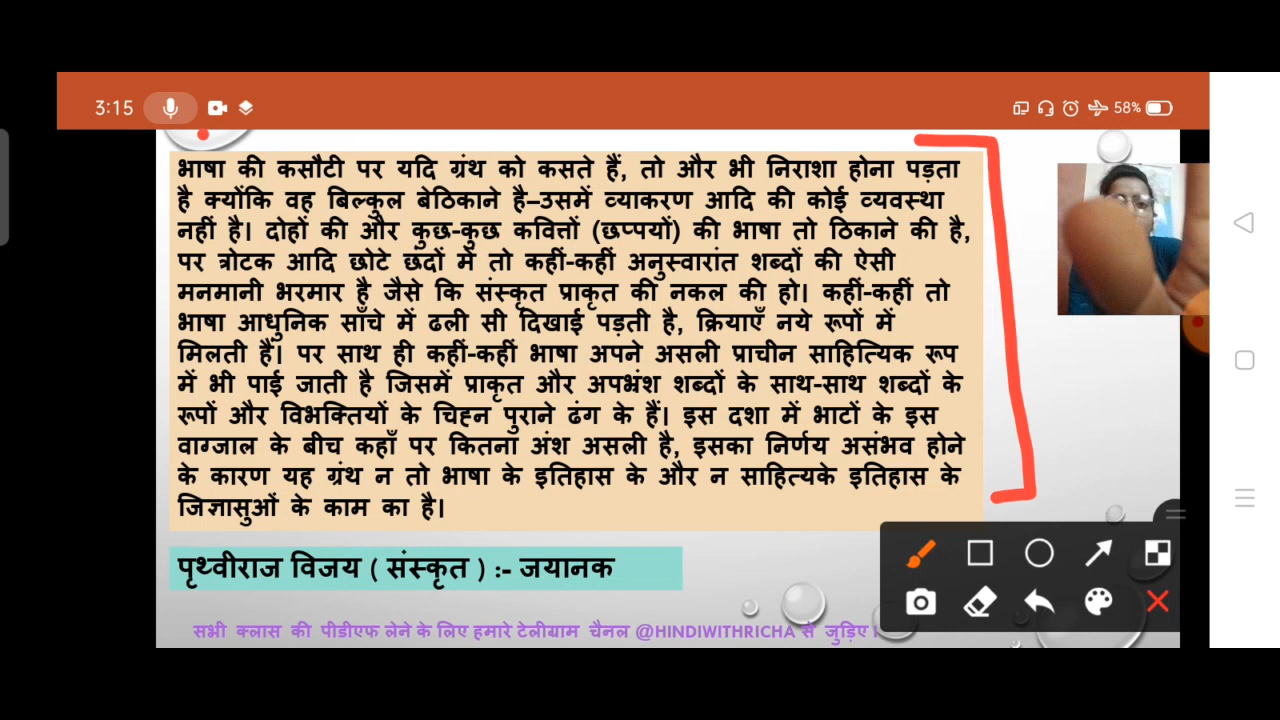 3:15
58%
भाषा की कसौटी पर यदि ग्रंथ को कसते हैं, तो और भी निराशा होना पड़ता
है क्योंकि वह बिल्कुल बेठिकाने है–उसमें व्याकरण आदि की कोई व्यवस्था
नहीं है। दोहों की और कुछ-कुछ कवित्तों (छप्पयों) की भाषा तो ठिकाने की है,
पर त्रोटक आदि छोटे छंदों में तो कहीं-कहीं अनुस्वारांत शब्दों की ऐसी
मनमानी भरमार है जैसे कि संस्कृत प्राकृत की नकल की हो। कहीं-कहीं तो
भाषा आधुनिक साँचे में ढली सी दिखाई पड़ती है, क्रियाएँ नये रूपों में
मिलती हैं। पर साथ ही कहीं-कहीं भाषा अपने असली प्राचीन साहित्यिक रूप
में भी पाई जाती है जिसमें प्राकृत और अपभ्रंश शब्दों के साथ-साथ शब्दों के
रूपों और विभक्तियों के चिह्न पुराने ढंग के हैं। इस दशा में भाटों के इस
वाग्जाल के बीच कहाँ पर कितना अंश असली है, इसका निर्णय असंभव होने
के कारण यह ग्रंथ न तो भाषा के इतिहास के और न साहित्यके इतिहास के
जिज्ञासुओं के काम का है।
पृथ्वीराज विजय ( संस्कृत ) :- जयानक
सभी क्लास की पीडीएफ लेने के लिए हमारे टेलीग्राम चैनल @HINDIWITHRICHA से जुड़िए।